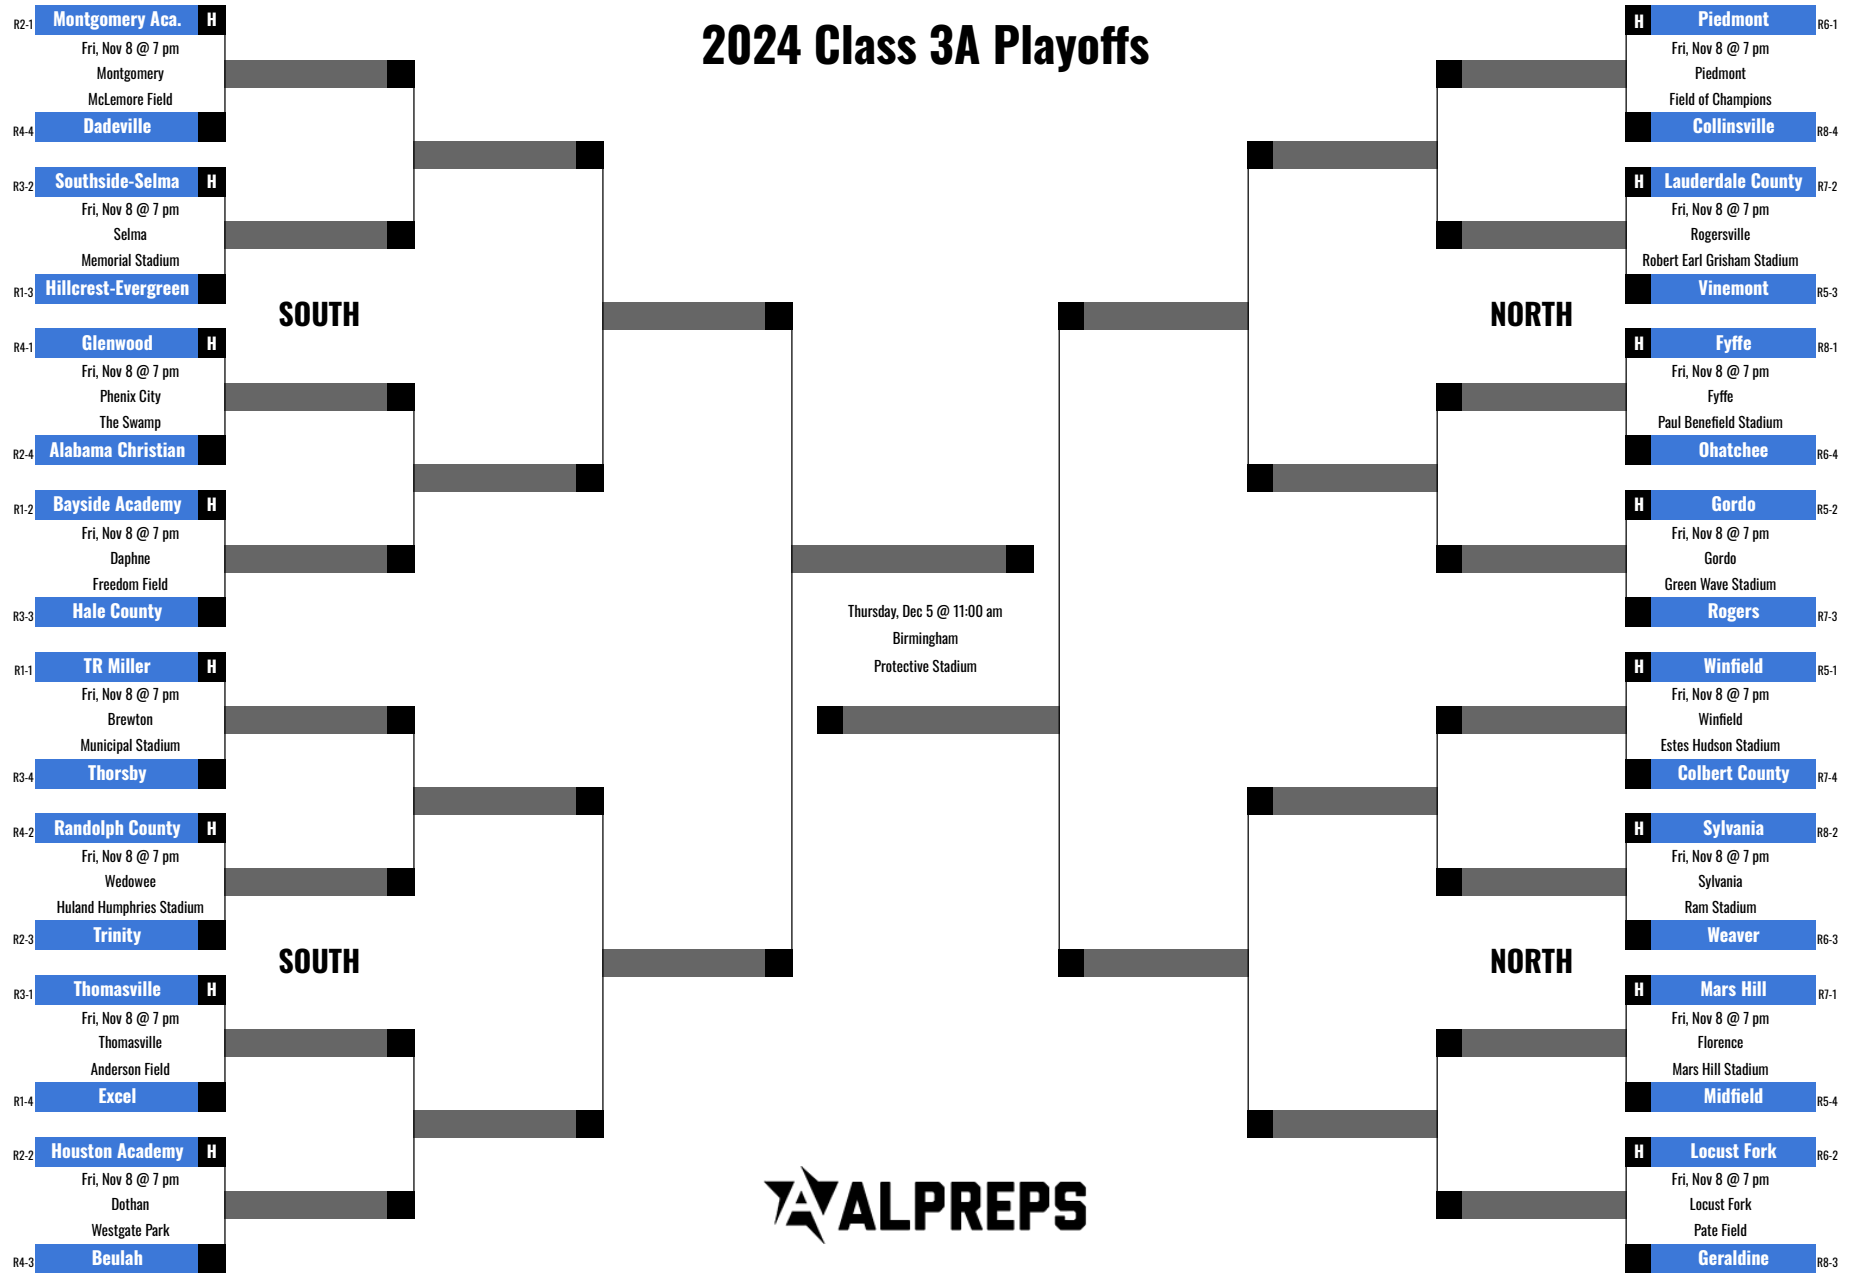 2024 Class 3A Playoffs
R2-1 Montgomery Aca. H
Fri, Nov 8 @ 7 pm
Montgomery
McLemore Field
R4-4 Dadeville
R3-2 Southside-Selma H
Fri, Nov 8 @ 7 pm
Selma
Memorial Stadium
R1-3 Hillcrest-Evergreen
SOUTH
R4-1 Glenwood H
Fri, Nov 8 @ 7 pm
Phenix City
The Swamp
R2-4 Alabama Christian
R1-2 Bayside Academy H
Fri, Nov 8 @ 7 pm
Daphne
Freedom Field
R3-3 Hale County
R1-1 TR Miller H
Fri, Nov 8 @ 7 pm
Brewton
Municipal Stadium
R3-4 Thorsby
R4-2 Randolph County H
Fri, Nov 8 @ 7 pm
Wedowee
Huland Humphries Stadium
R2-3 Trinity
SOUTH
R3-1 Thomasville H
Fri, Nov 8 @ 7 pm
Thomasville
Anderson Field
R1-4 Excel
R2-2 Houston Academy H
Fri, Nov 8 @ 7 pm
Dothan
Westgate Park
R4-3 Beulah
Thursday, Dec 5 @ 11:00 am
Birmingham
Protective Stadium
ALPREPS
H Piedmont R6-1
Fri, Nov 8 @ 7 pm
Piedmont
Field of Champions
Collinsville R8-4
H Lauderdale County R7-2
Fri, Nov 8 @ 7 pm
Rogersville
Robert Earl Grisham Stadium
Vinemont R5-3
NORTH
H Fyffe R8-1
Fri, Nov 8 @ 7 pm
Fyffe
Paul Benefield Stadium
Ohatchee R6-4
H Gordo R5-2
Fri, Nov 8 @ 7 pm
Gordo
Green Wave Stadium
Rogers R7-3
H Winfield R5-1
Fri, Nov 8 @ 7 pm
Winfield
Estes Hudson Stadium
Colbert County R7-4
H Sylvania R8-2
Fri, Nov 8 @ 7 pm
Sylvania
Ram Stadium
Weaver R6-3
NORTH
H Mars Hill R7-1
Fri, Nov 8 @ 7 pm
Florence
Mars Hill Stadium
Midfield R5-4
H Locust Fork R6-2
Fri, Nov 8 @ 7 pm
Locust Fork
Pate Field
Geraldine R8-3